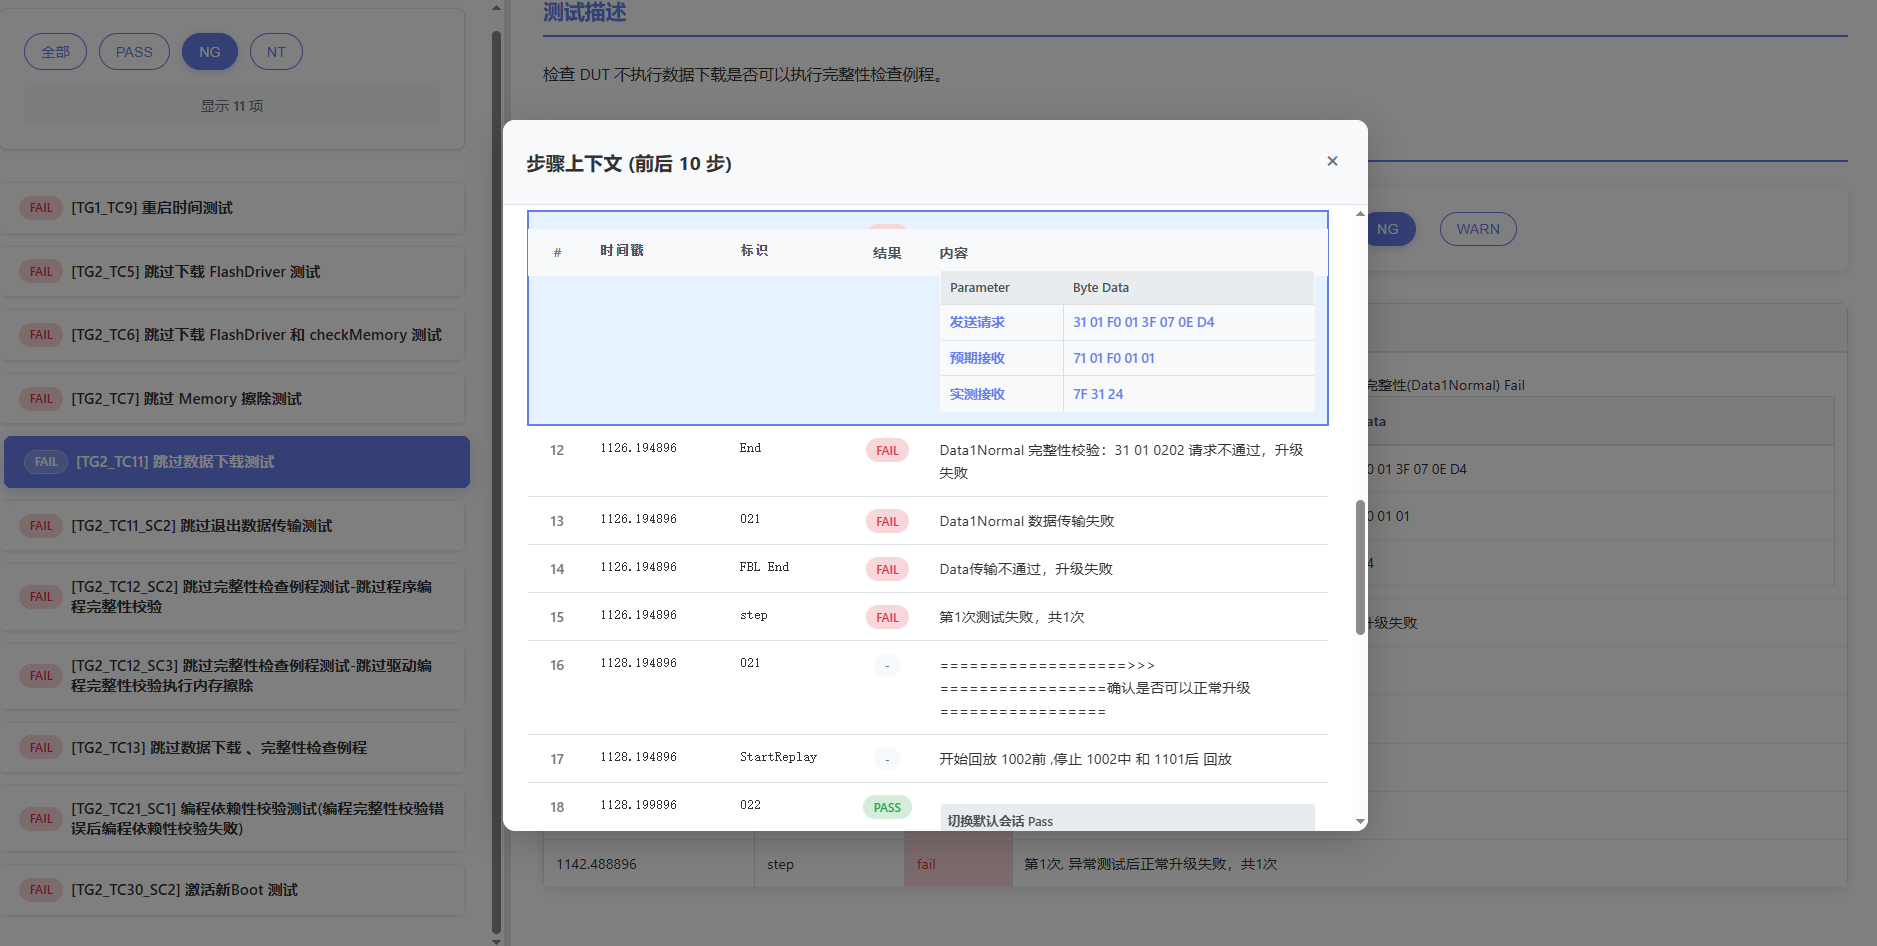 全部
PASS
NG
NT
显示 11 项
FAIL [TG1_TC9] 重启时间测试
FAIL [TG2_TC5] 跳过下载 FlashDriver 测试
FAIL [TG2_TC6] 跳过下载 FlashDriver 和 checkMemory 测试
FAIL [TG2_TC7] 跳过 Memory 擦除测试
FAIL [TG2_TC11] 跳过数据下载测试
FAIL [TG2_TC11_SC2] 跳过退出数据传输测试
FAIL [TG2_TC12_SC2] 跳过完整性检查例程测试-跳过程序编
程完整性校验
FAIL [TG2_TC12_SC3] 跳过完整性检查例程测试-跳过驱动编
程完整性校验执行内存擦除
FAIL [TG2_TC13] 跳过数据下载 、完整性检查例程
FAIL [TG2_TC21_SC1] 编程依赖性校验测试(编程完整性校验错
误后编程依赖性校验失败)
FAIL [TG2_TC30_SC2] 激活新Boot 测试
测试描述
检查 DUT 不执行数据下载是否可以执行完整性检查例程。
步骤上下文 (前后 10 步)
×
# 时间戳 标识 结果 内容
Parameter Byte Data
发送请求 31 01 F0 01 3F 07 0E D4
预期接收 71 01 F0 01 01
实测接收 7F 31 24
12 1126.194896 End FAIL Data1Normal 完整性校验：31 01 0202 请求不通过，升级
失败
13 1126.194896 021 FAIL Data1Normal 数据传输失败
14 1126.194896 FBL End FAIL Data传输不通过，升级失败
15 1126.194896 step FAIL 第1次测试失败，共1次
16 1128.194896 021 - ===================>>>
=================确认是否可以正常升级
=================
17 1128.194896 StartReplay - 开始回放 1002前 ,停止 1002中 和 1101后 回放
18 1128.199896 022 PASS 切换默认会话 Pass
NG
WARN
完整性(Data1Normal) Fail
ata
0 01 3F 07 0E D4
0 01 01
4
升级失败
1142.488896 step fail 第1次, 异常测试后正常升级失败，共1次